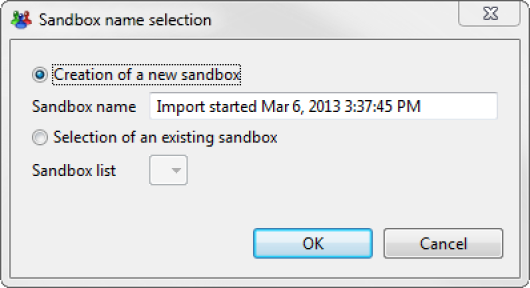 Sandbox name selection
Creation of a new sandbox
Sandbox name Import started Mar 6, 2013 3:37:45 PM
Selection of an existing sandbox
Sandbox list
OK Cancel